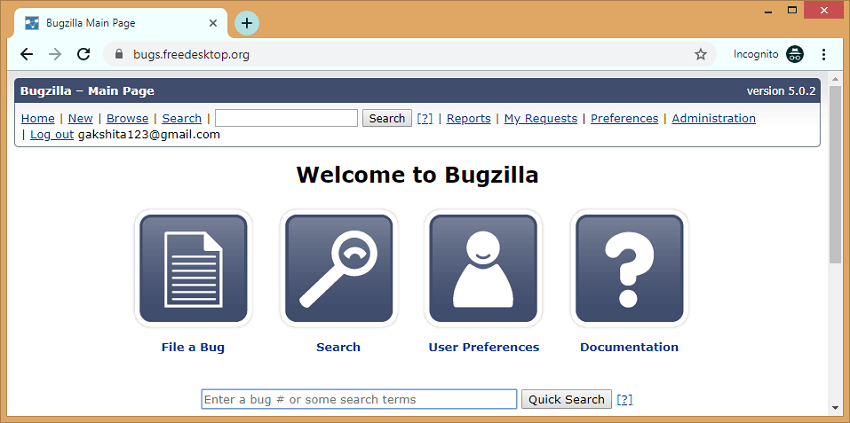 Bugzilla Main Page
bugs.freedesktop.org
Incognito
Bugzilla – Main Page
version 5.0.2
Home | New | Browse | Search | Search [?] | Reports | My Requests | Preferences | Administration
| Log out gakshita123@gmail.com
Welcome to Bugzilla
File a Bug
Search
User Preferences
Documentation
Enter a bug # or some search terms
Quick Search [?]